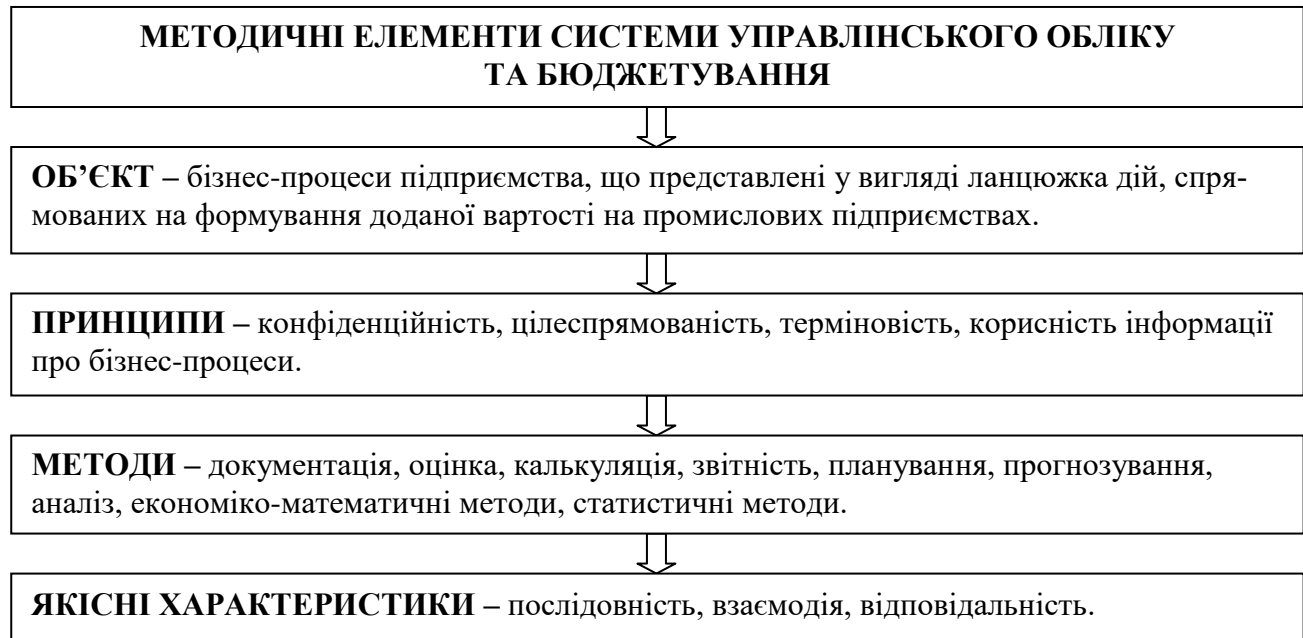 МЕТОДИЧНІ ЕЛЕМЕНТИ СИСТЕМИ УПРАВЛІНСЬКОГО ОБЛІКУ
ТА БЮДЖЕТУВАННЯ
ОБ’ЄКТ – бізнес-процеси підприємства, що представлені у вигляді ланцюжка дій, спря-
мованих на формування доданої вартості на промислових підприємствах.
ПРИНЦИПИ – конфіденційність, цілеспрямованість, терміновість, корисність інформації
про бізнес-процеси.
МЕТОДИ – документація, оцінка, калькуляція, звітність, планування, прогнозування,
аналіз, економіко-математичні методи, статистичні методи.
ЯКІСНІ ХАРАКТЕРИСТИКИ – послідовність, взаємодія, відповідальність.